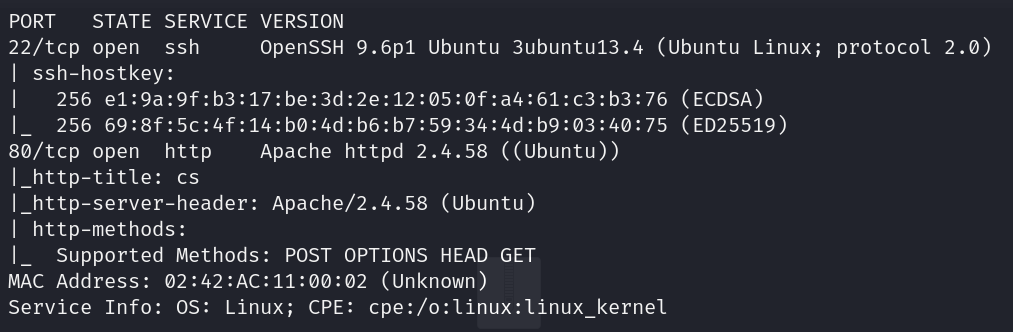 PORT   STATE SERVICE VERSION
22/tcp open  ssh     OpenSSH 9.6p1 Ubuntu 3ubuntu13.4 (Ubuntu Linux; protocol 2.0)
| ssh-hostkey:
|   256 e1:9a:9f:b3:17:be:3d:2e:12:05:0f:a4:61:c3:b3:76 (ECDSA)
|_  256 69:8f:5c:4f:14:b0:4d:b6:b7:59:34:4d:b9:03:40:75 (ED25519)
80/tcp open  http    Apache httpd 2.4.58 ((Ubuntu))
|_http-title: cs
|_http-server-header: Apache/2.4.58 (Ubuntu)
| http-methods:
|_  Supported Methods: POST OPTIONS HEAD GET
MAC Address: 02:42:AC:11:00:02 (Unknown)
Service Info: OS: Linux; CPE: cpe:/o:linux:linux_kernel